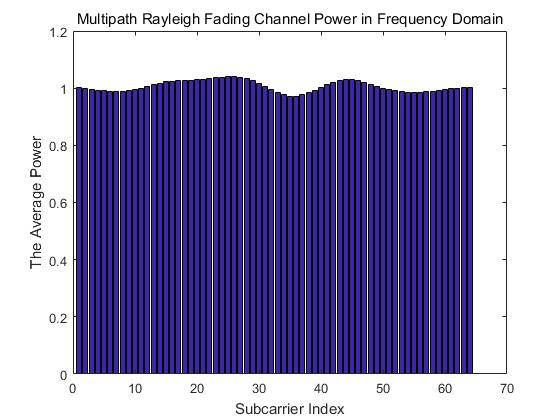 Multipath Rayleigh Fading Channel Power in Frequency Domain
1.2
1
0.8
0.6
0.4
0.2
0
The Average Power
0 10 20 30 40 50 60 70
Subcarrier Index